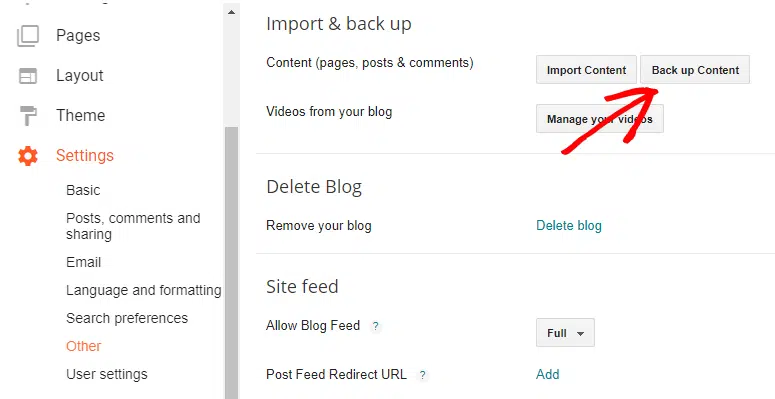 Pages
Layout
Theme
Settings
Basic
Posts, comments and
sharing
Email
Language and formatting
Search preferences
Other
User settings
Import & back up
Content (pages, posts & comments)
Import Content
Back up Content
Videos from your blog
Manage your videos
Delete Blog
Remove your blog
Delete blog
Site feed
Allow Blog Feed ?
Full
Post Feed Redirect URL ?
Add